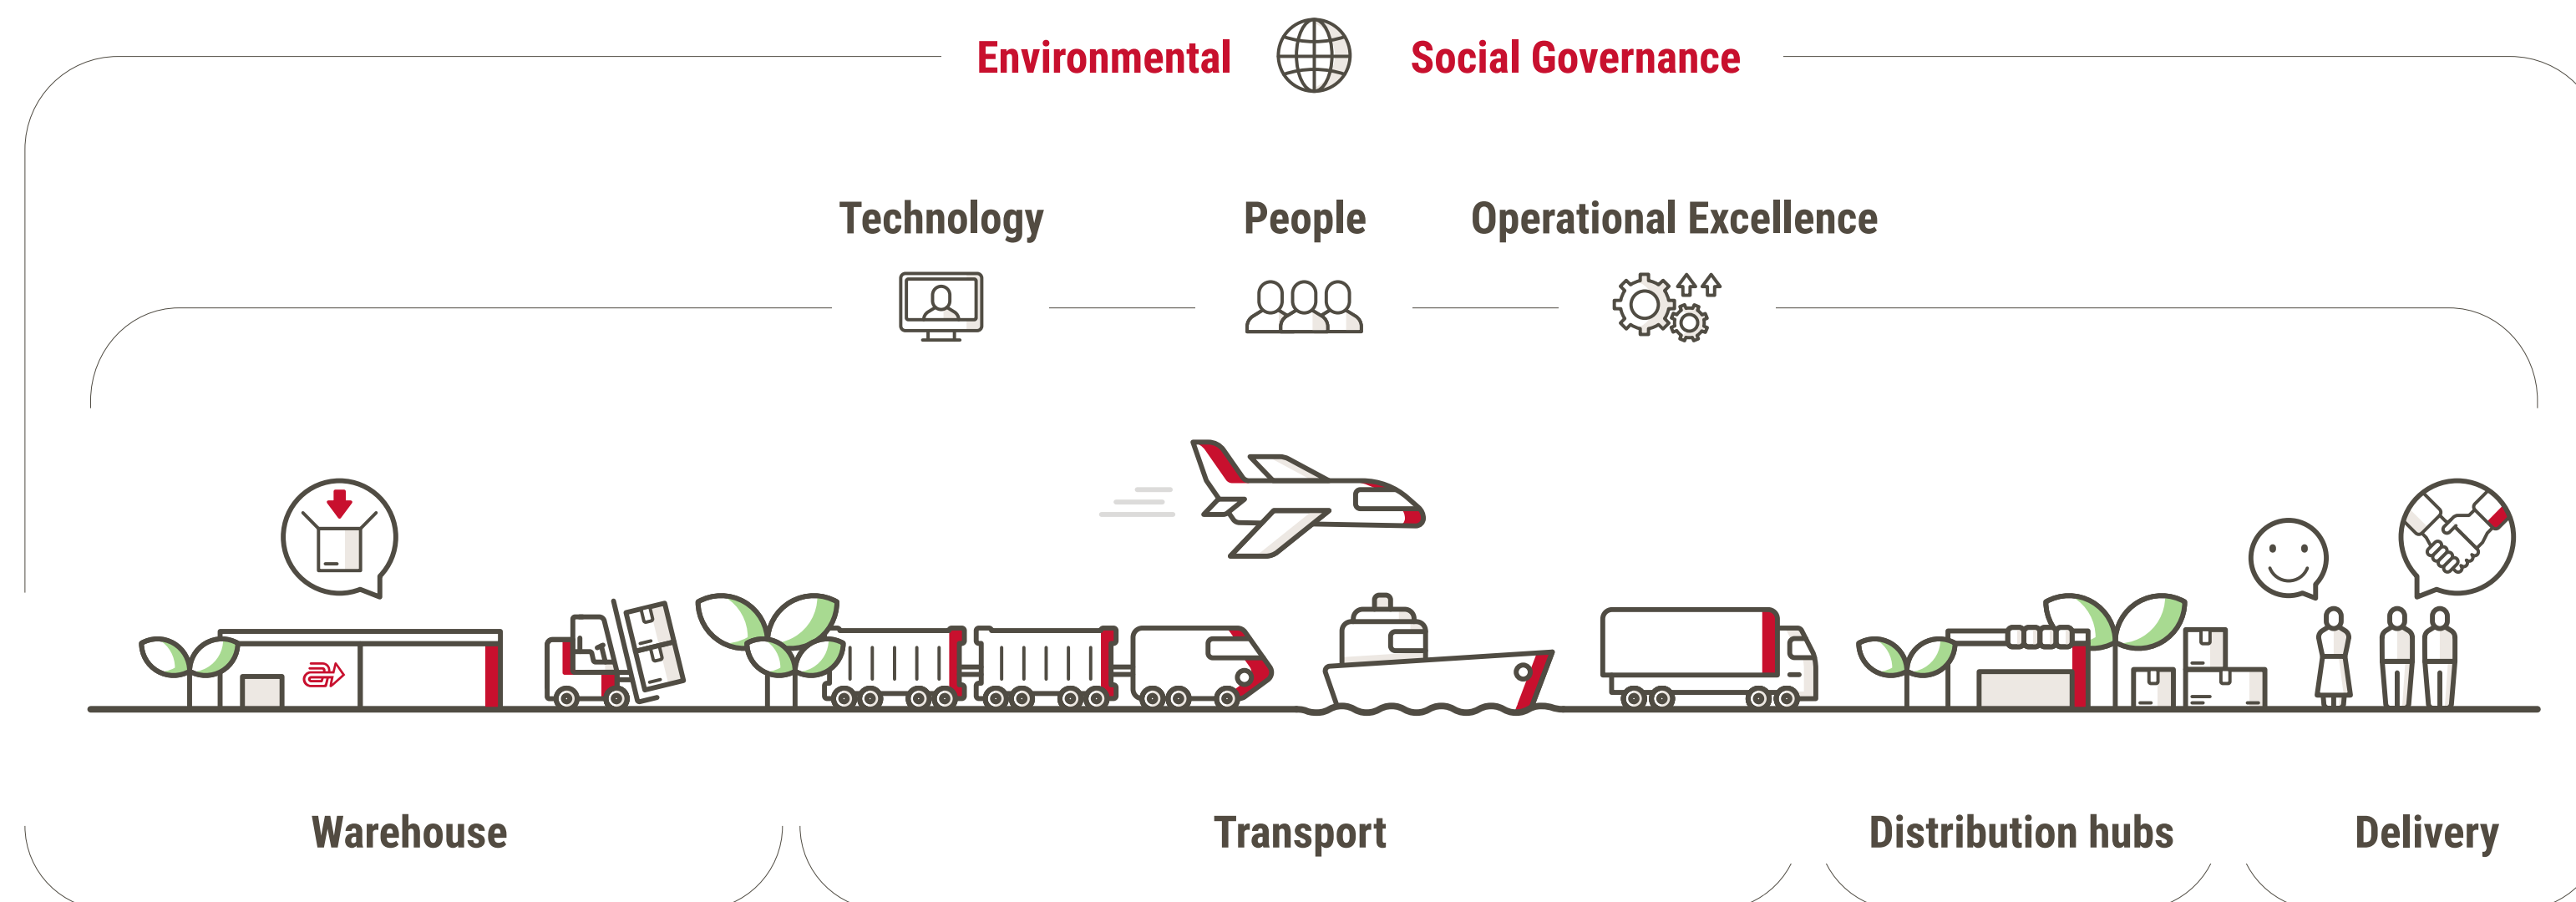 Environmental Social Governance
Technology People Operational Excellence
Warehouse Transport Distribution hubs Delivery